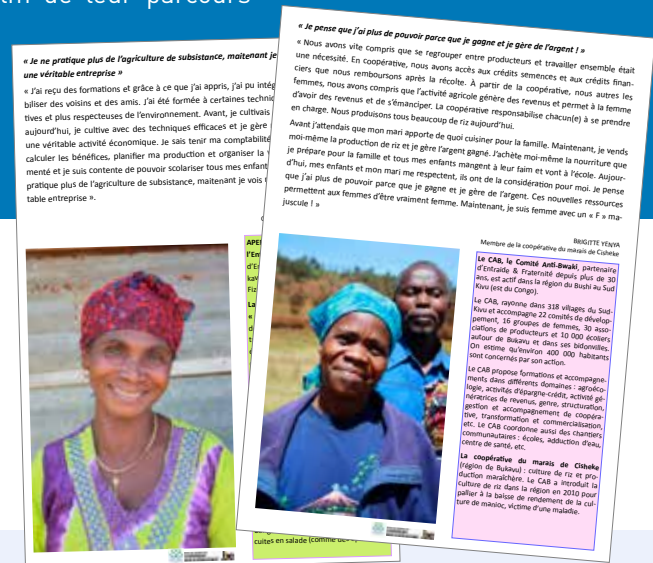 fin de leur parcours
« Je ne pratique plus de l'agriculture de subsistance, maintenant je
une véritable entreprise »
« J'ai reçu des formations et grâce à ce que j'ai appris, j'ai pu
biliser des voisins et des amis. J'ai été formée à certaines
tives et plus respectueuses de l'environnement. Avant, je cultivais
aujourd'hui, je cultive avec des techniques efficaces et je gère
une véritable activité économique. Je sais tenir ma
calculer les bénéfices, planifier ma production et organiser la
menté et je suis contente de pouvoir scolariser tous mes
pratique plus de l'agriculture de subsistance, maintenant je vois
table entreprise ».
cuites en salade (comme
« Je pense que j'ai plus de pouvoir parce que je gagne et je gère de l'argent ! »
« Nous avons vite compris que se regrouper entre producteurs et travailler ensemble était
une nécessité. En coopérative, nous avons accès aux crédits semences et aux crédits finan-
ciers que nous remboursons après la récolte. À partir de la coopérative, nous autres les
femmes, nous avons compris que l'activité agricole génère des revenus et permet à la femme
d'avoir des revenus et de s'émanciper. La coopérative responsabilise chacun(e) à se prendre
en charge. Nous produisons tous beaucoup de riz aujourd'hui.
Avant j'attendais que mon mari apporte de quoi cuisiner pour la famille. Maintenant, je vends
moi-même la production de riz et je gère l'argent gagné. J'achète moi-même la nourriture que
je prépare pour la famille et tous mes enfants mangent à leur faim et vont à l'école. Aujour-
d'hui, mes enfants et mon mari me respectent, ils ont de la considération pour moi. Je pense
que j'ai plus de pouvoir parce que je gagne et je gère de l'argent. Ces nouvelles ressources
permettent aux femmes d'être vraiment femme. Maintenant, je suis femme avec un « F » ma-
juscule ! »
BRIGITTE YENYA
Membre de la coopérative du marais de Cisheke
Le CAB, le Comité Anti-Bwaki, partenaire
d'Entraide & Fraternité depuis plus de 30
ans, est actif dans la région du Bushi au Sud
Kivu (est du Congo).
Le CAB, rayonne dans 318 villages du Sud-
Kivu et accompagne 22 comités de dévelop-
pement, 16 groupes de femmes, 30 asso-
ciations de producteurs et 10 000 écoliers
autour de Bukavu et dans ses bidonvilles.
On estime qu'environ 400 000 habitants
sont concernés par son action.
Le CAB propose formations et accompagne-
ments dans différents domaines : agroéco-
logie, activités d'épargne-crédit, activité gé-
nératrices de revenus, genre, structuration,
gestion et accompagnement de coopéra-
tive, transformation et commercialisation,
etc. Le CAB coordonne aussi des chantiers
communautaires : écoles, adduction d'eau,
centre de santé, etc.
La coopérative du marais de Cisheke
(région de Bukavu) : culture de riz et pro-
duction maraîchère. Le CAB a introduit la
culture de riz dans la région en 2010 pour
pallier à la baisse de rendement de la cul-
ture de manioc, victime d'une maladie.